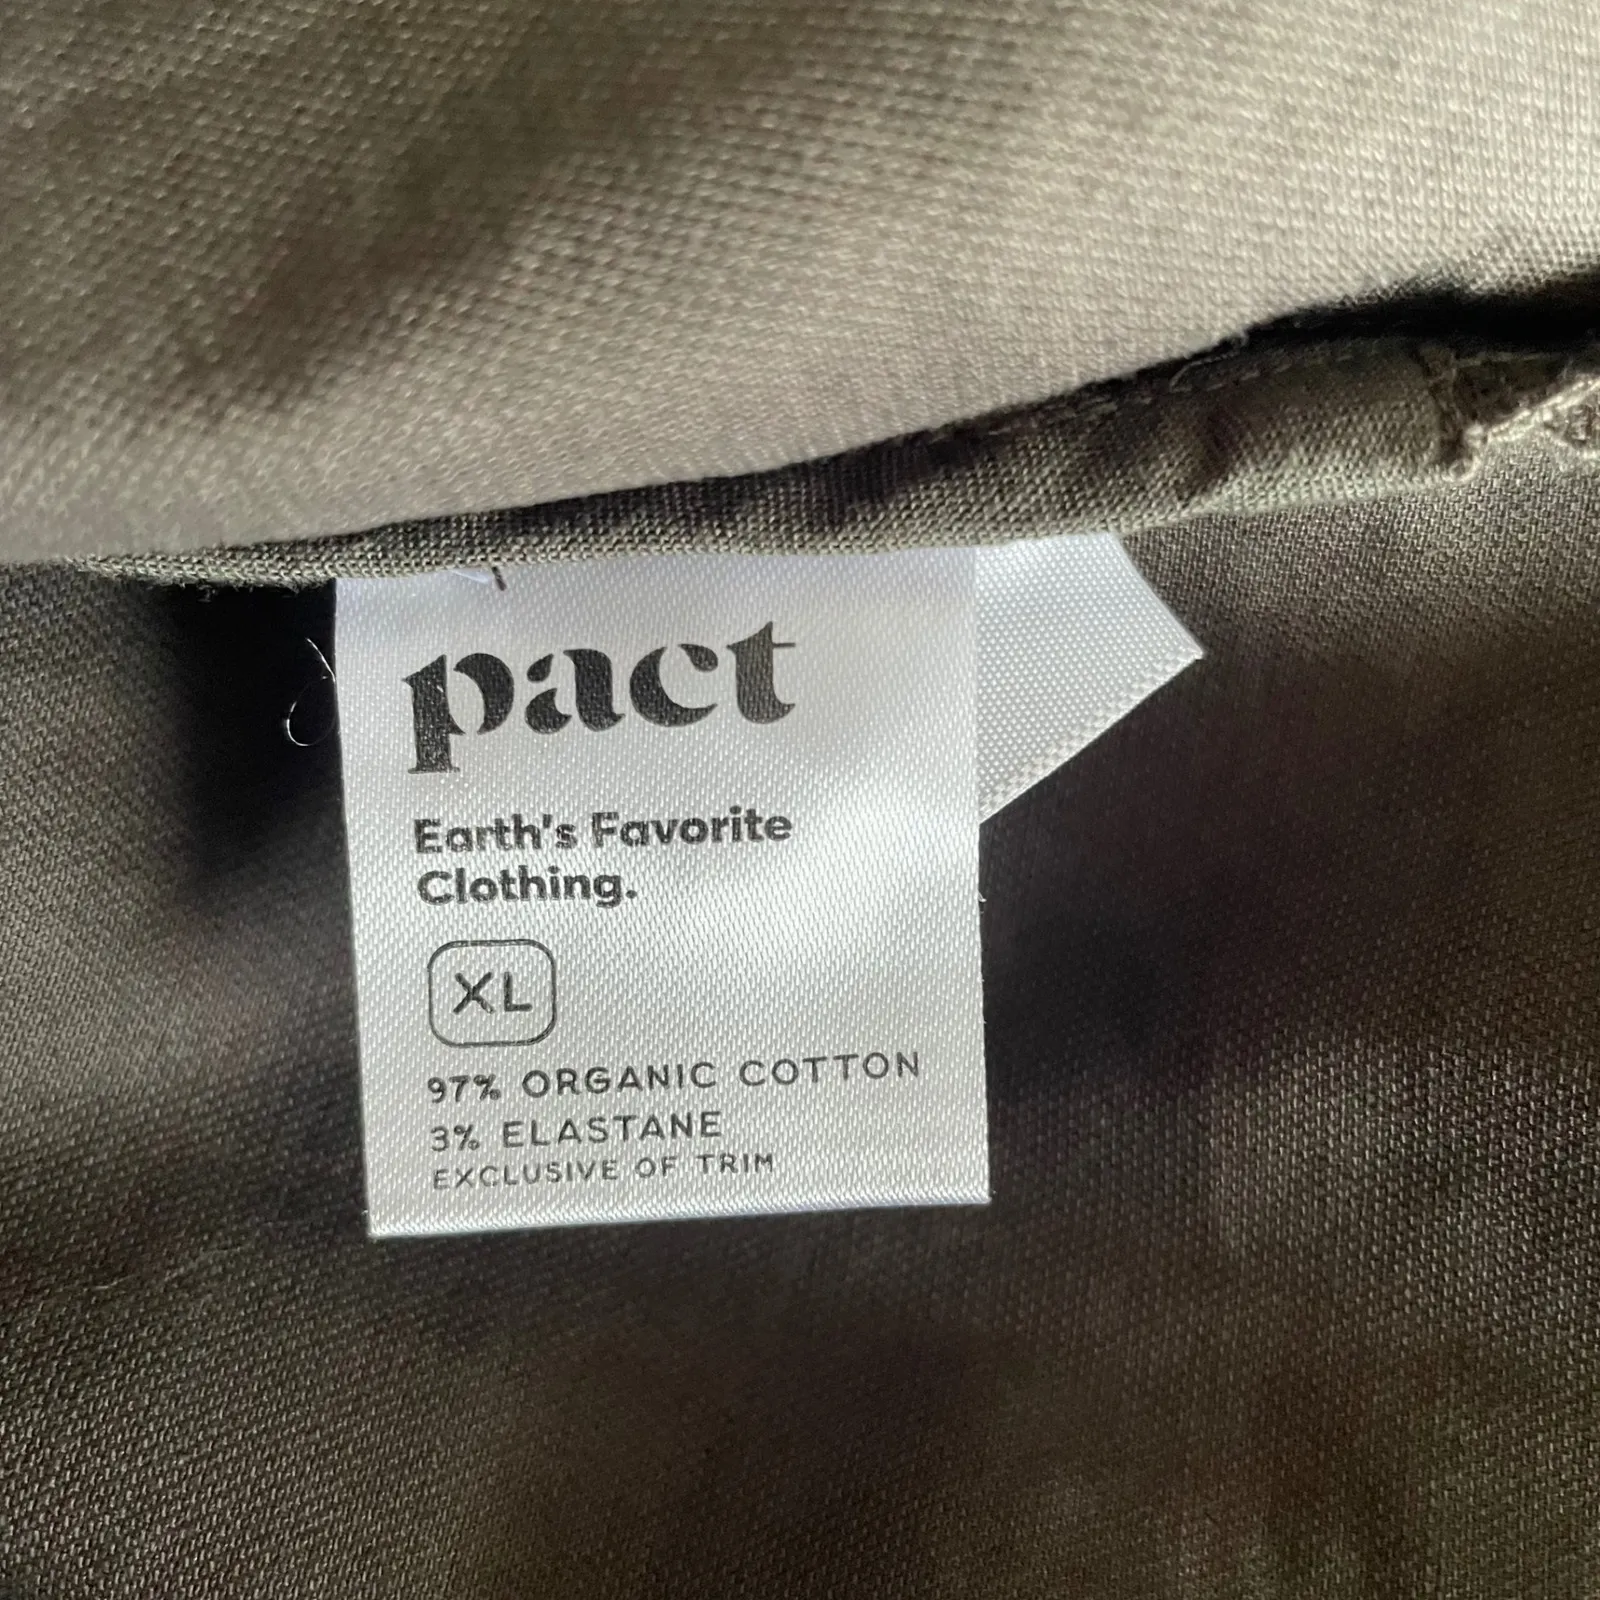 pact
Earth's Favorite
Clothing.
XL
97% ORGANIC COTTON
3% ELASTANE
EXCLUSIVE OF TRIM